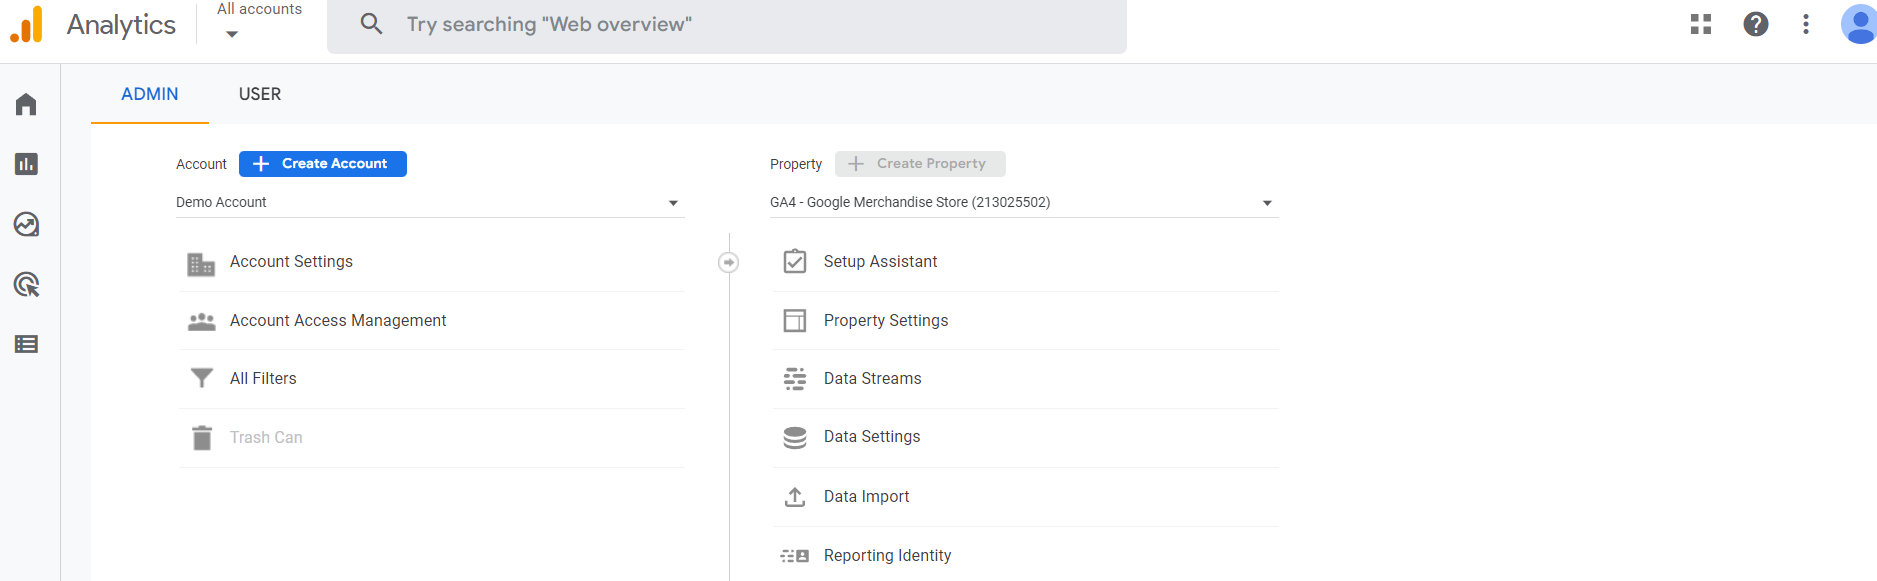 Analytics
All accounts
Try searching "Web overview"
ADMIN
USER
Account
Create Account
Demo Account
Account Settings
Account Access Management
All Filters
Trash Can
Property
Create Property
GA4 - Google Merchandise Store (213025502)
Setup Assistant
Property Settings
Data Streams
Data Settings
Data Import
Reporting Identity